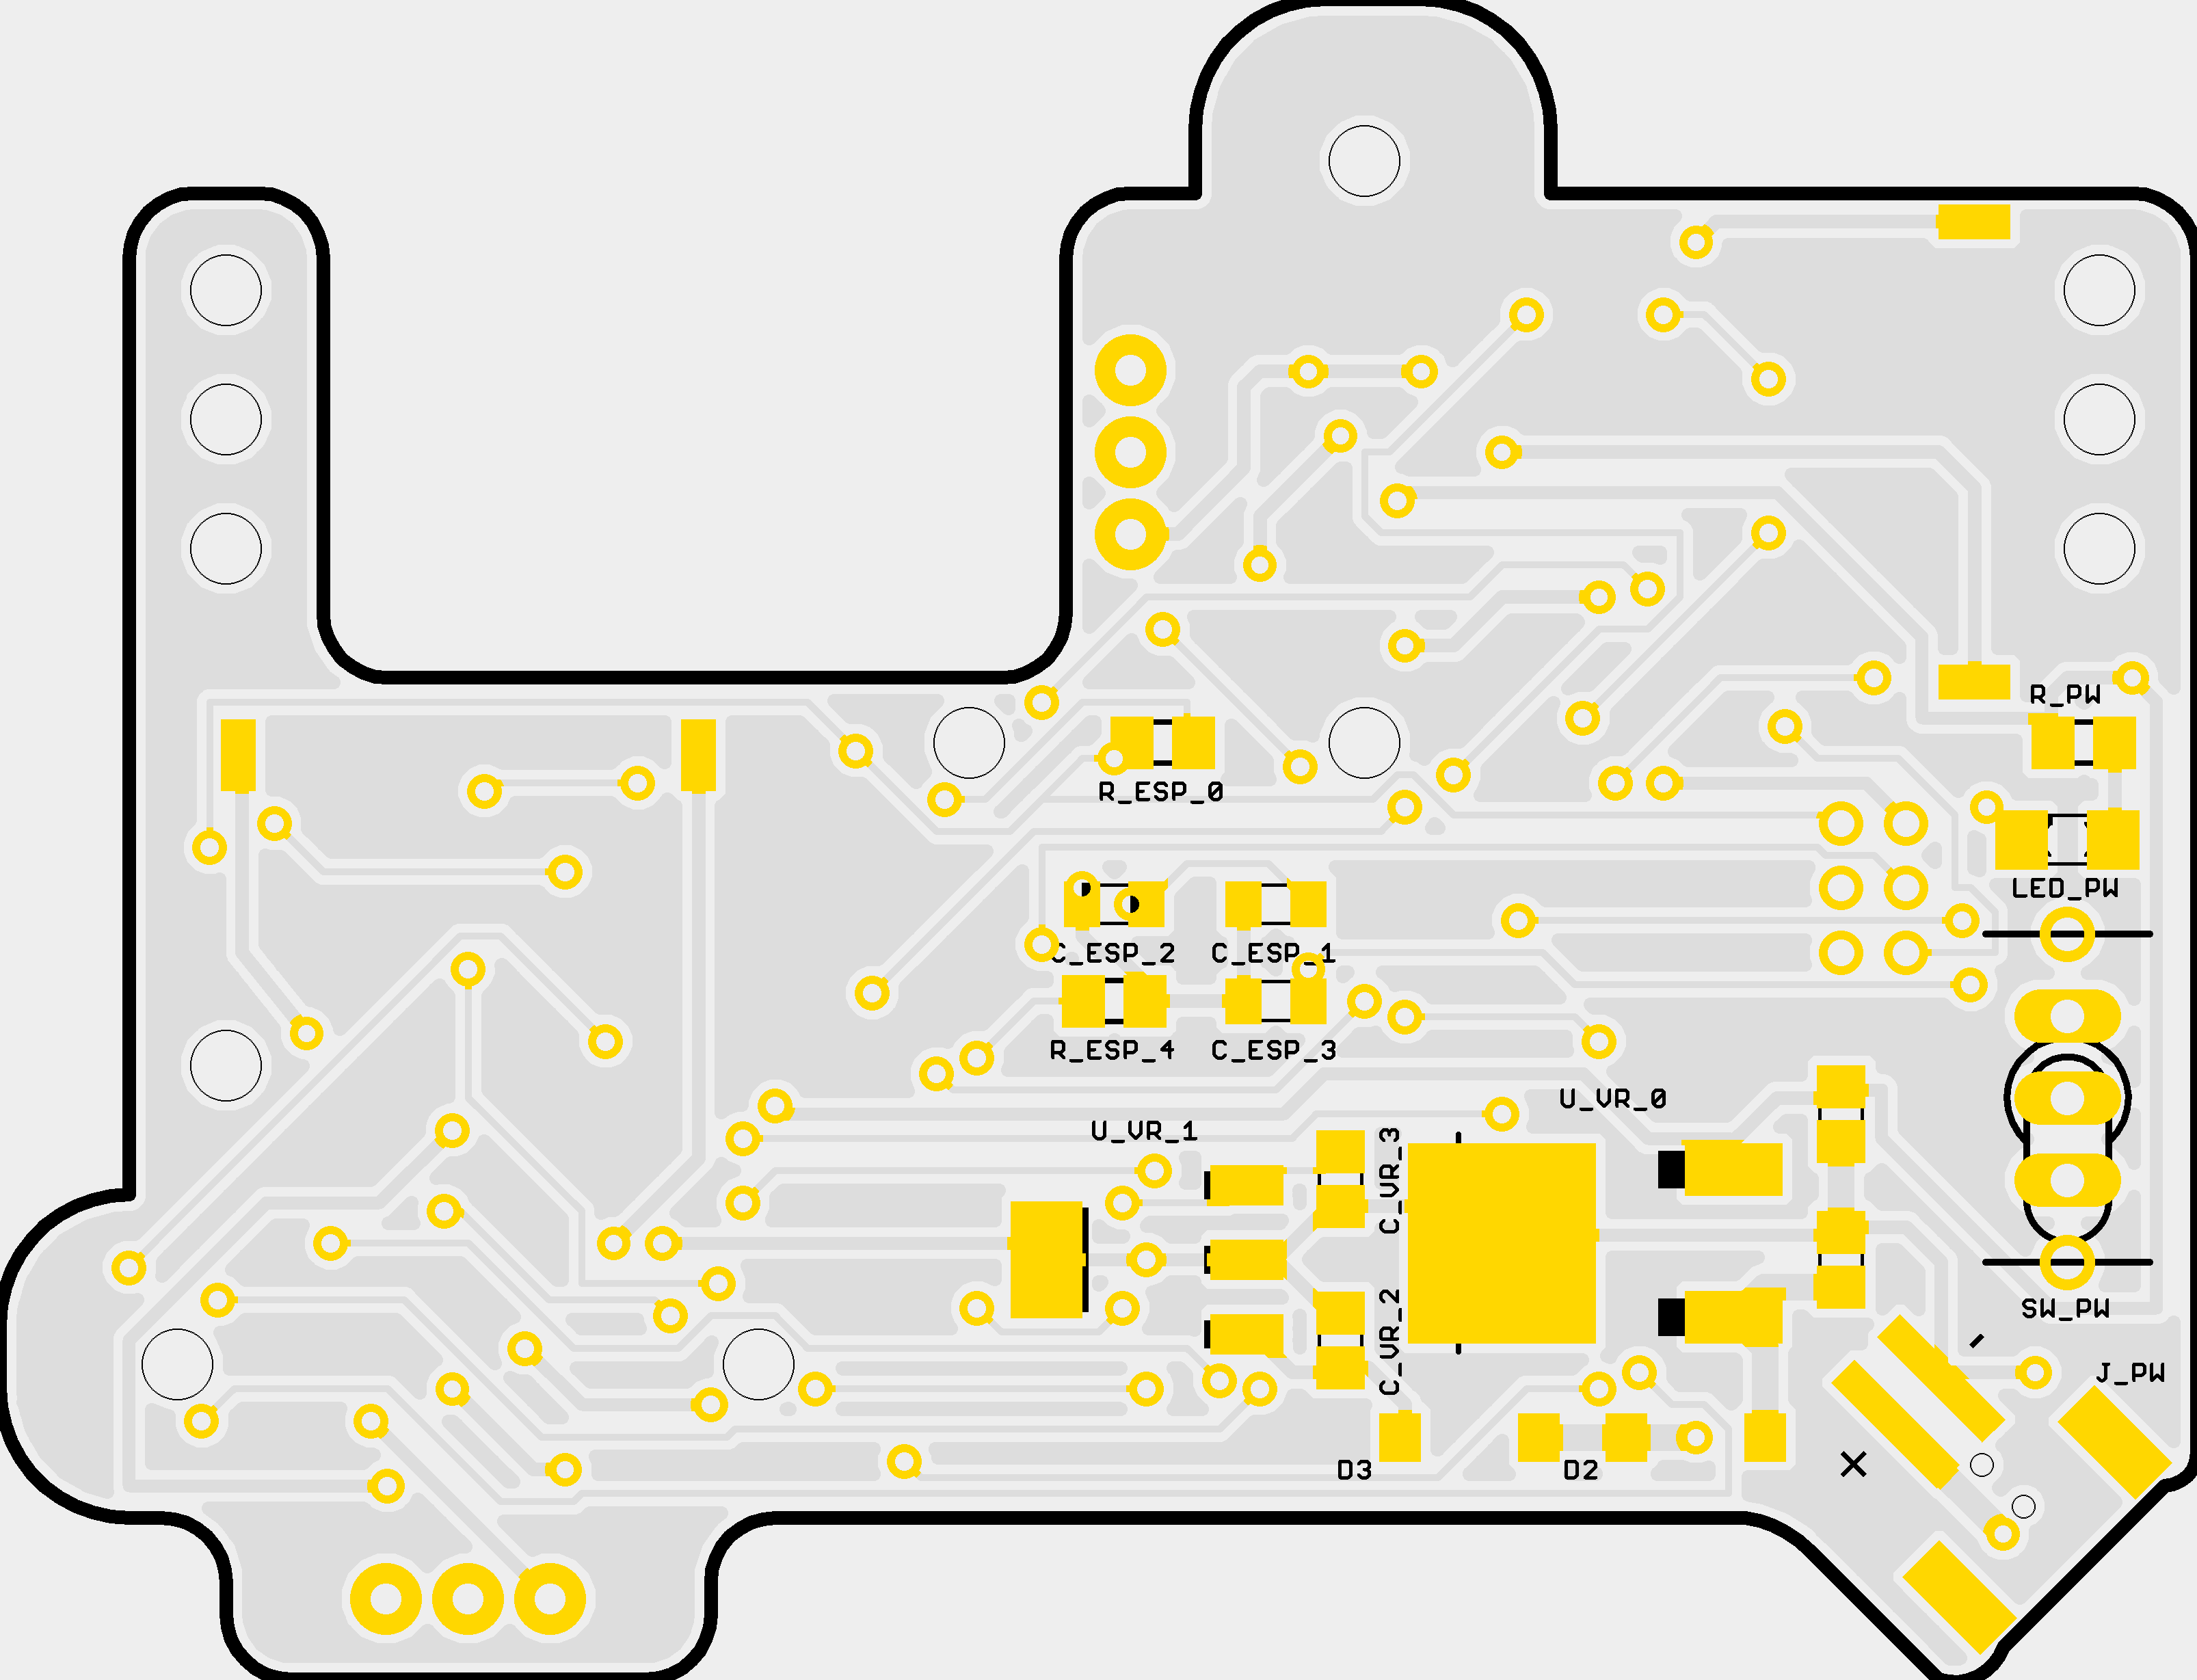 R_PW
R_ESP_0
LED_PW
C_ESP_2
C_ESP_1
R_ESP_4
C_ESP_3
U_VR_0
U_VR_1
C_VR_3
C_VR_2
SW_PW
J_PW
D3
D2